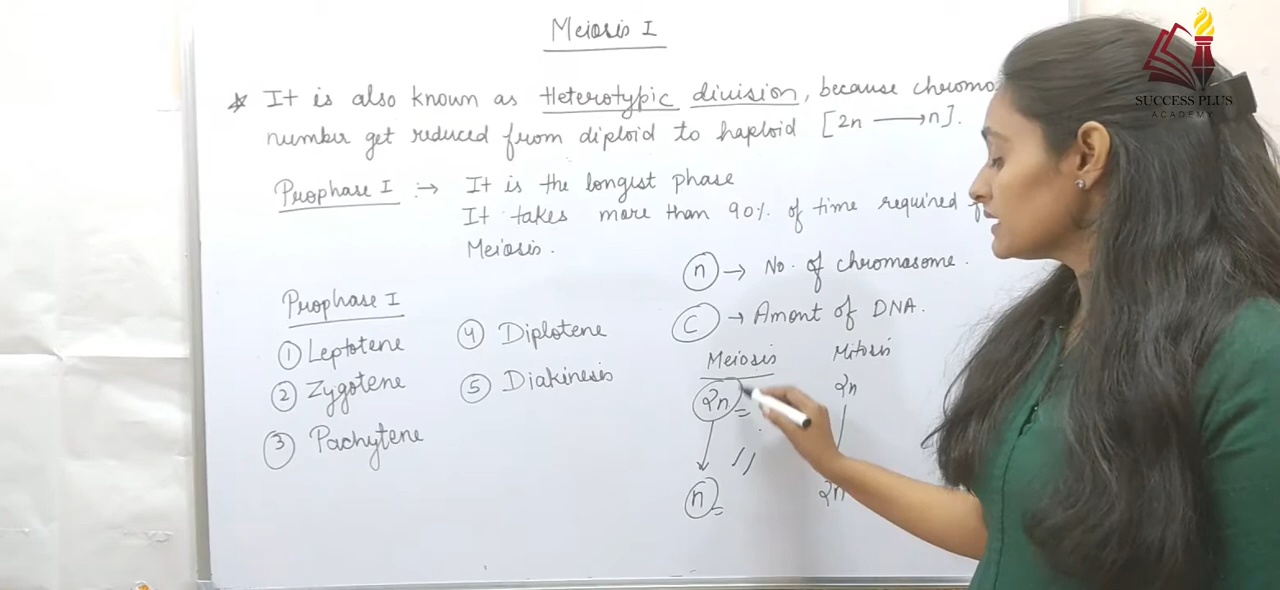 Meiosis I
It is also known as Heterotypic division, because
number get reduced from diploid to haploid [2n → n].
Prophase I :→ It is the longest phase
It takes more than 90% of time required
Meiosis.
n → No. of chromasome.
C → Amont of DNA.
Prophase I
① Leptotene
② Zygotene
③ Pachytene
④ Diplotene
⑤ Diakinesis
Meiosis
2n
n
Mitosis
2n
2n
SUCCESS PLUS
ACADEMY